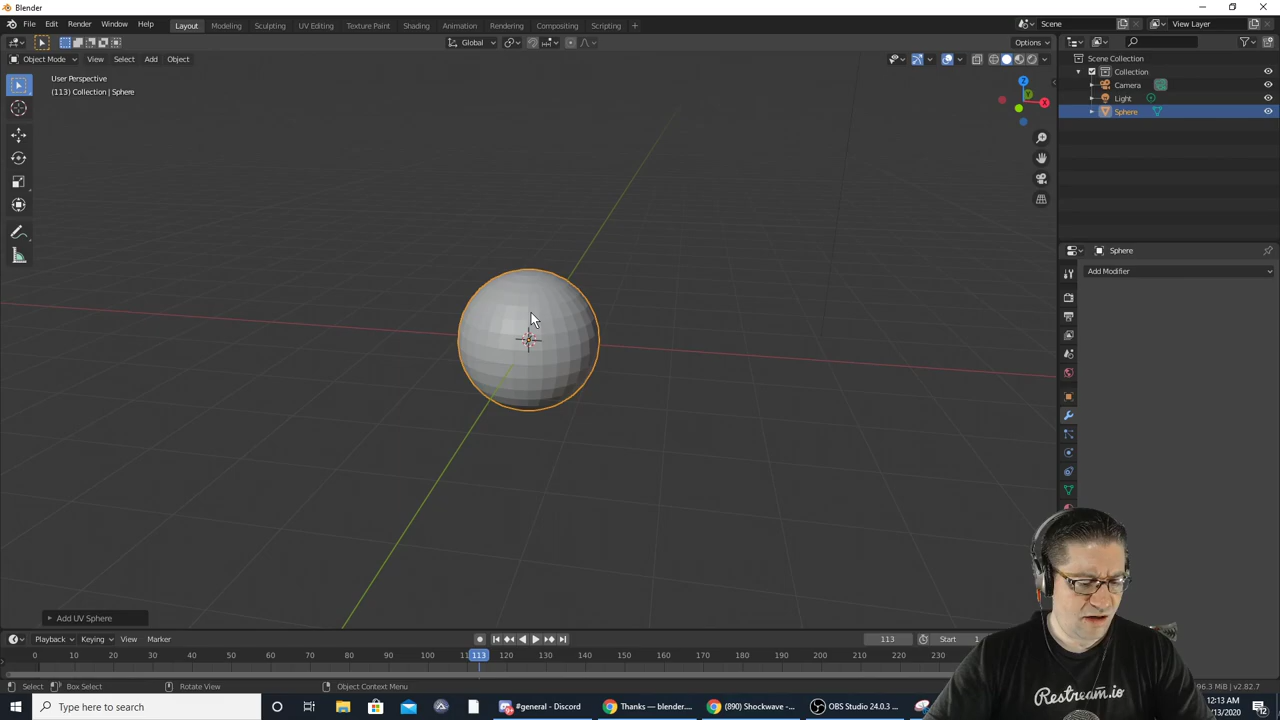 Blender
File Edit Render Window Help
Layout Modeling Sculpting UV Editing Texture Paint Shading Animation Rendering Compositing Scripting +
Scene
View Layer
Global
Options
Object Mode View Select Add Object
User Perspective
(113) Collection | Sphere
Z
Y
X
Scene Collection
Collection
Camera
Light
Sphere
Sphere
Add Modifier
Add UV Sphere
Playback Keying View Marker
113
Start 1
0 10 20 30 40 50 60 70 80 90 100 113 120 130 140 150 160 170 180 190 200 210 220 230
Select Box Select Rotate View Object Context Menu
96.3 MiB | v2.82.7
Type here to search
#general - Discord
Thanks — blender....
(890) Shockwave -...
OBS Studio 24.0.3 ...
12:13 AM
/13/2020
12
Restream.io